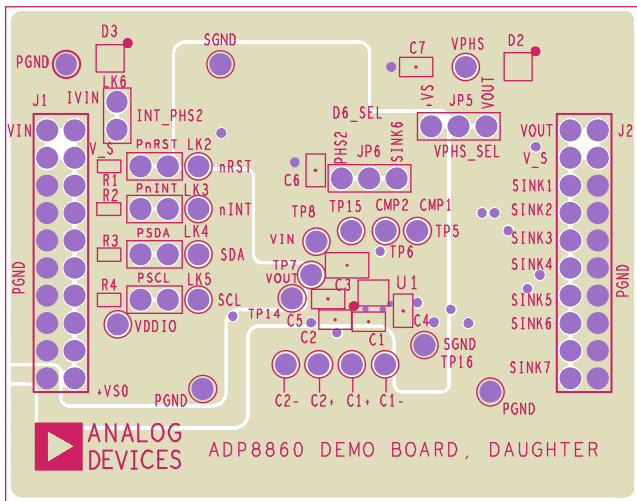 D3
SGND
C7
VPHS
D2
PGND
J1
IVIN
LK6
INT_PHS2
D6_SEL
+VS
JP5
VOUT
VIN
V_S
PnRST
LK2
nRST
R1
PHS2
JP6
SINK6
VPHS_SEL
VOUT
J2
V_S
C6
PnINT
LK3
nINT
R2
SINK1
SINK2
TP8
TP15
CMP2
CMP1
PSDA
LK4
SDA
R3
VIN
TP6
TP5
SINK3
PGND
TP7
VOUT
C3
U1
SINK4
PGND
PSCL
LK5
SCL
R4
TP14
C5
C2
C1
C4
SINK5
SINK6
VDDIO
SGND
TP16
SINK7
+VSO
PGND
C2-
C2+
C1+
C1-
PGND
ANALOG
DEVICES
ADP8860 DEMO BOARD, DAUGHTER